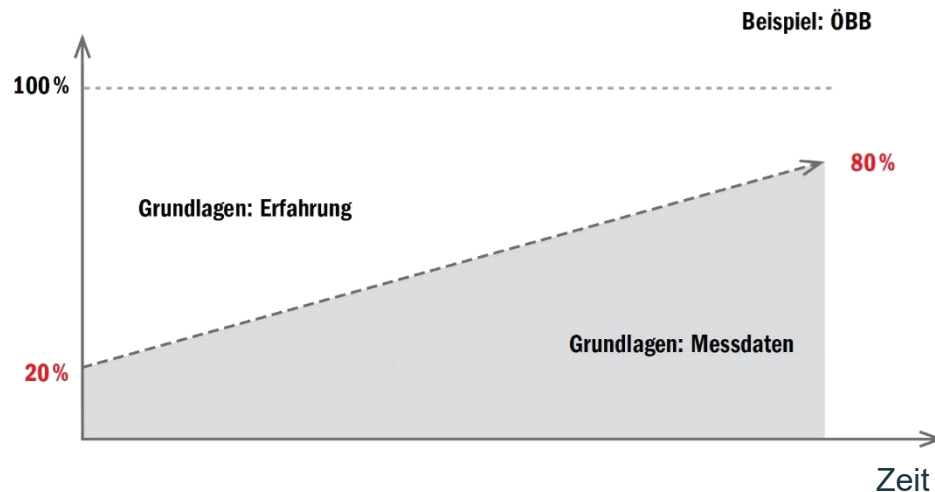 Beispiel: ÖBB
100 %
80 %
Grundlagen: Erfahrung
Grundlagen: Messdaten
20 %
Zeit